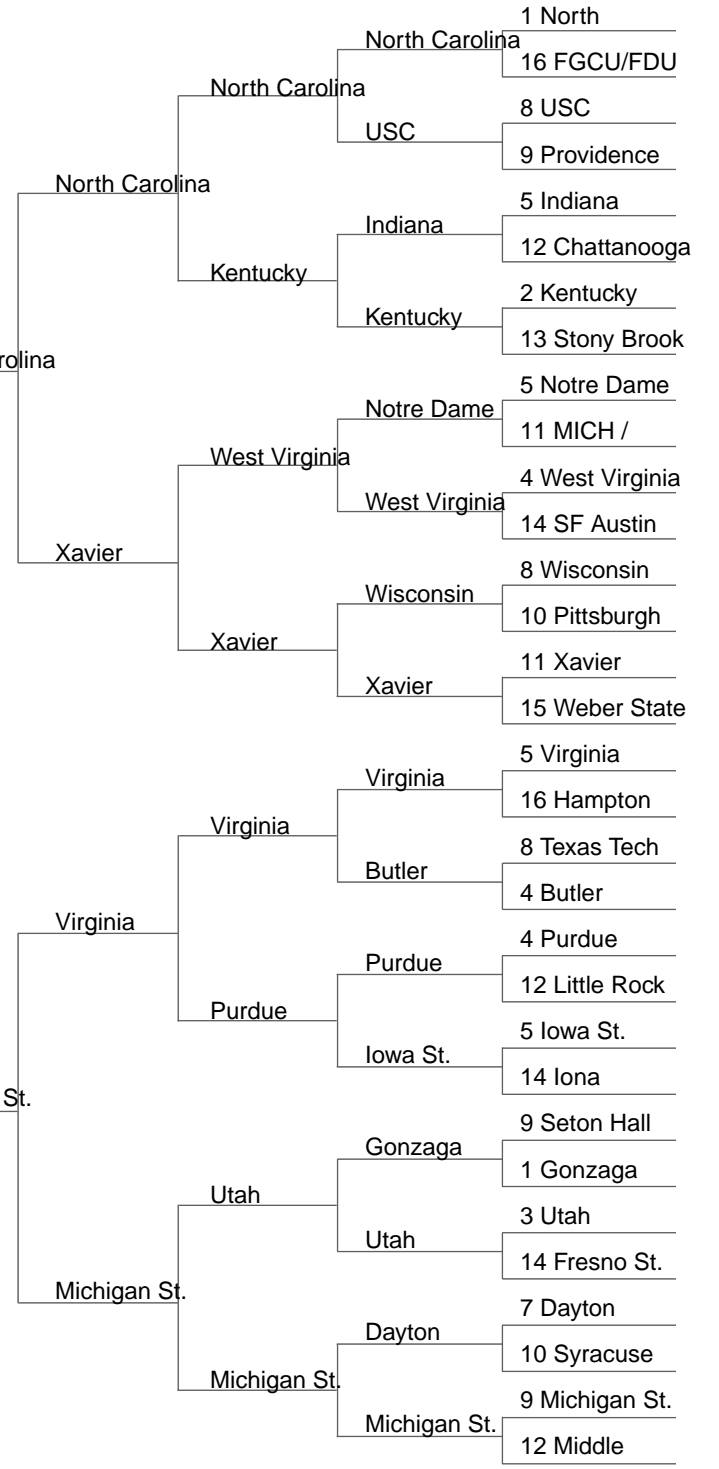 1 North
North Carolina
16 FGCU/FDU
North Carolina
8 USC
USC
9 Providence
North Carolina
5 Indiana
Indiana
12 Chattanooga
Kentucky
2 Kentucky
Kentucky
13 Stony Brook
rolina
5 Notre Dame
Notre Dame
11 MICH /
West Virginia
4 West Virginia
West Virginia
14 SF Austin
Xavier
8 Wisconsin
Wisconsin
10 Pittsburgh
Xavier
11 Xavier
Xavier
15 Weber State
5 Virginia
Virginia
16 Hampton
Virginia
8 Texas Tech
Butler
4 Butler
Virginia
4 Purdue
Purdue
12 Little Rock
Purdue
5 Iowa St.
Iowa St.
14 Iona
St.
9 Seton Hall
Gonzaga
1 Gonzaga
Utah
3 Utah
Utah
14 Fresno St.
Michigan St.
7 Dayton
Dayton
10 Syracuse
Michigan St.
9 Michigan St.
Michigan St.
12 Middle